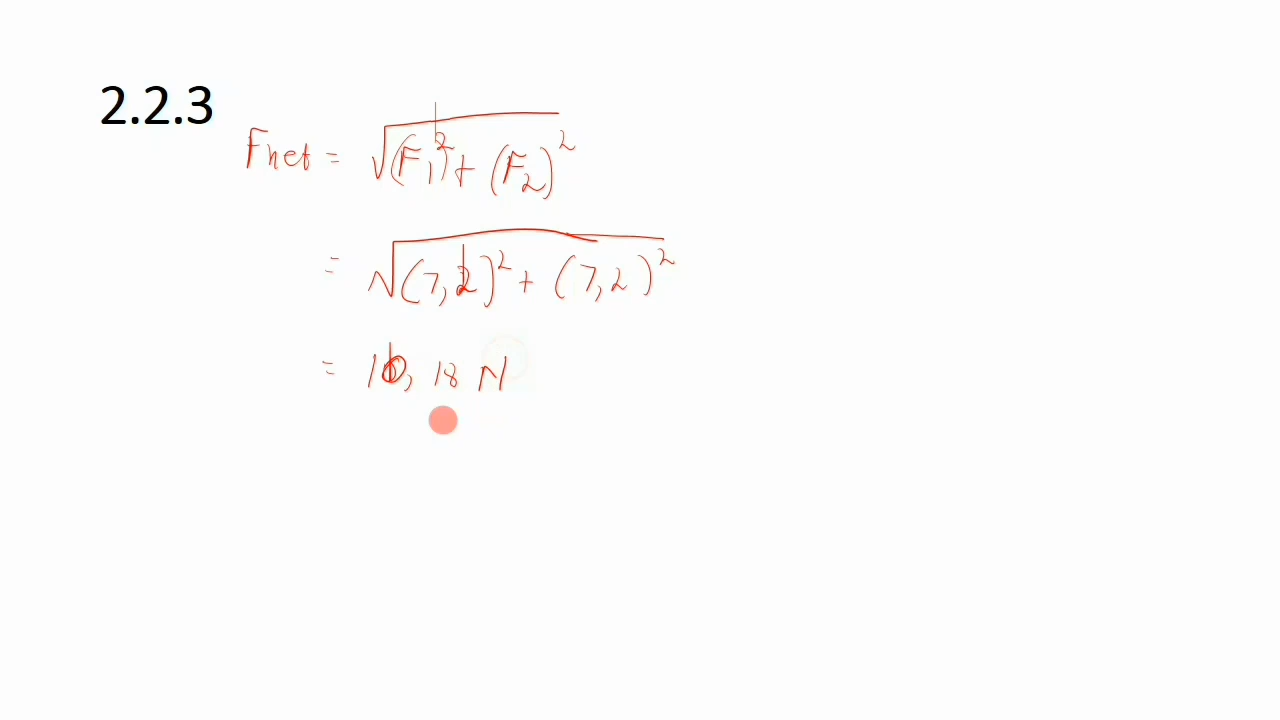 2.2.3
Fnet = √(F₁)² + (F₂)²
= √(7,2)² + (7,2)²
= 10,18 N